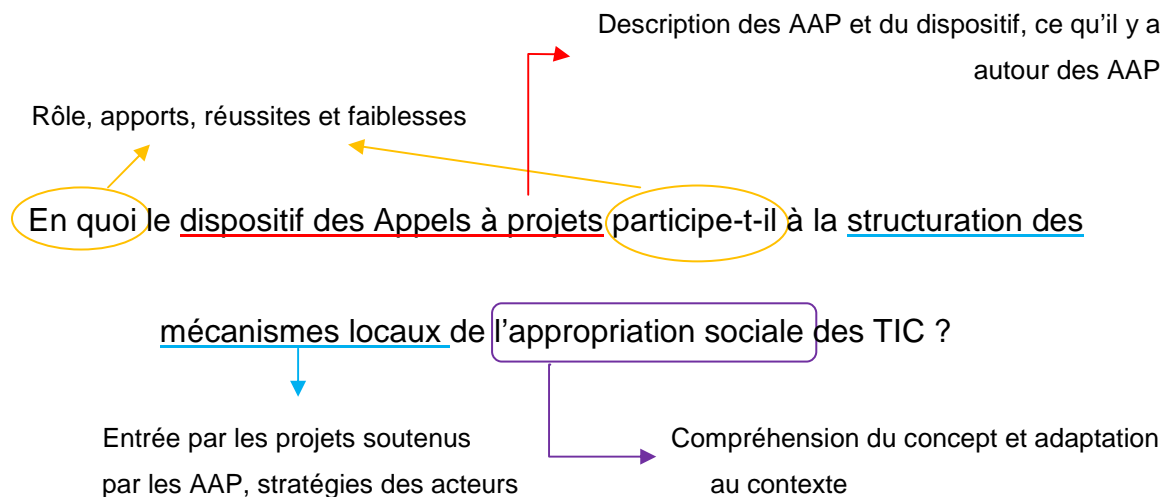 Description des AAP et du dispositif, ce qu'il y a
autour des AAP
Rôle, apports, réussites et faiblesses
En quoi le dispositif des Appels à projets participe-t-il à la structuration des
mécanismes locaux de l'appropriation sociale des TIC ?
Entrée par les projets soutenus
par les AAP, stratégies des acteurs
Compréhension du concept et adaptation
au contexte